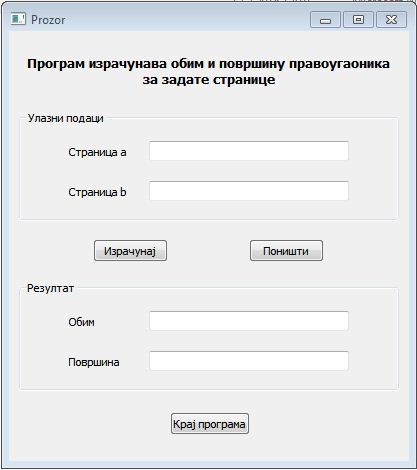 Prozor
Програм израчунава обим и површину правоугаоника
за задате странице
Улазни подаци
Страница a
Страница b
Израчунај Поништи
Резултат
Обим
Површина
Крај програма